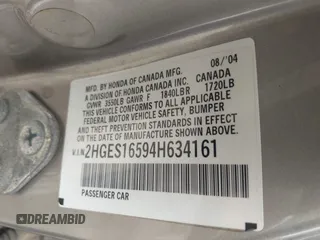 08/'04
MFD. BY HONDA OF CANADA MFG.
A DIVISION OF HONDA CANADA INC. CANADA
GVWR 3550LB GAWR F 1840LB R 1720LB
THIS VEHICLE CONFORMS TO ALL APPLICABLE
FEDERAL MOTOR VEHICLE SAFETY, BUMPER
AND THEFT PREVENTION STANDARDS IN EFFECT
ON THE DATE OF MANUFACTURE SHOWN ABOVE.
V.I.N. 2HGES16594H634161
PASSENGER CAR
DREAMBID